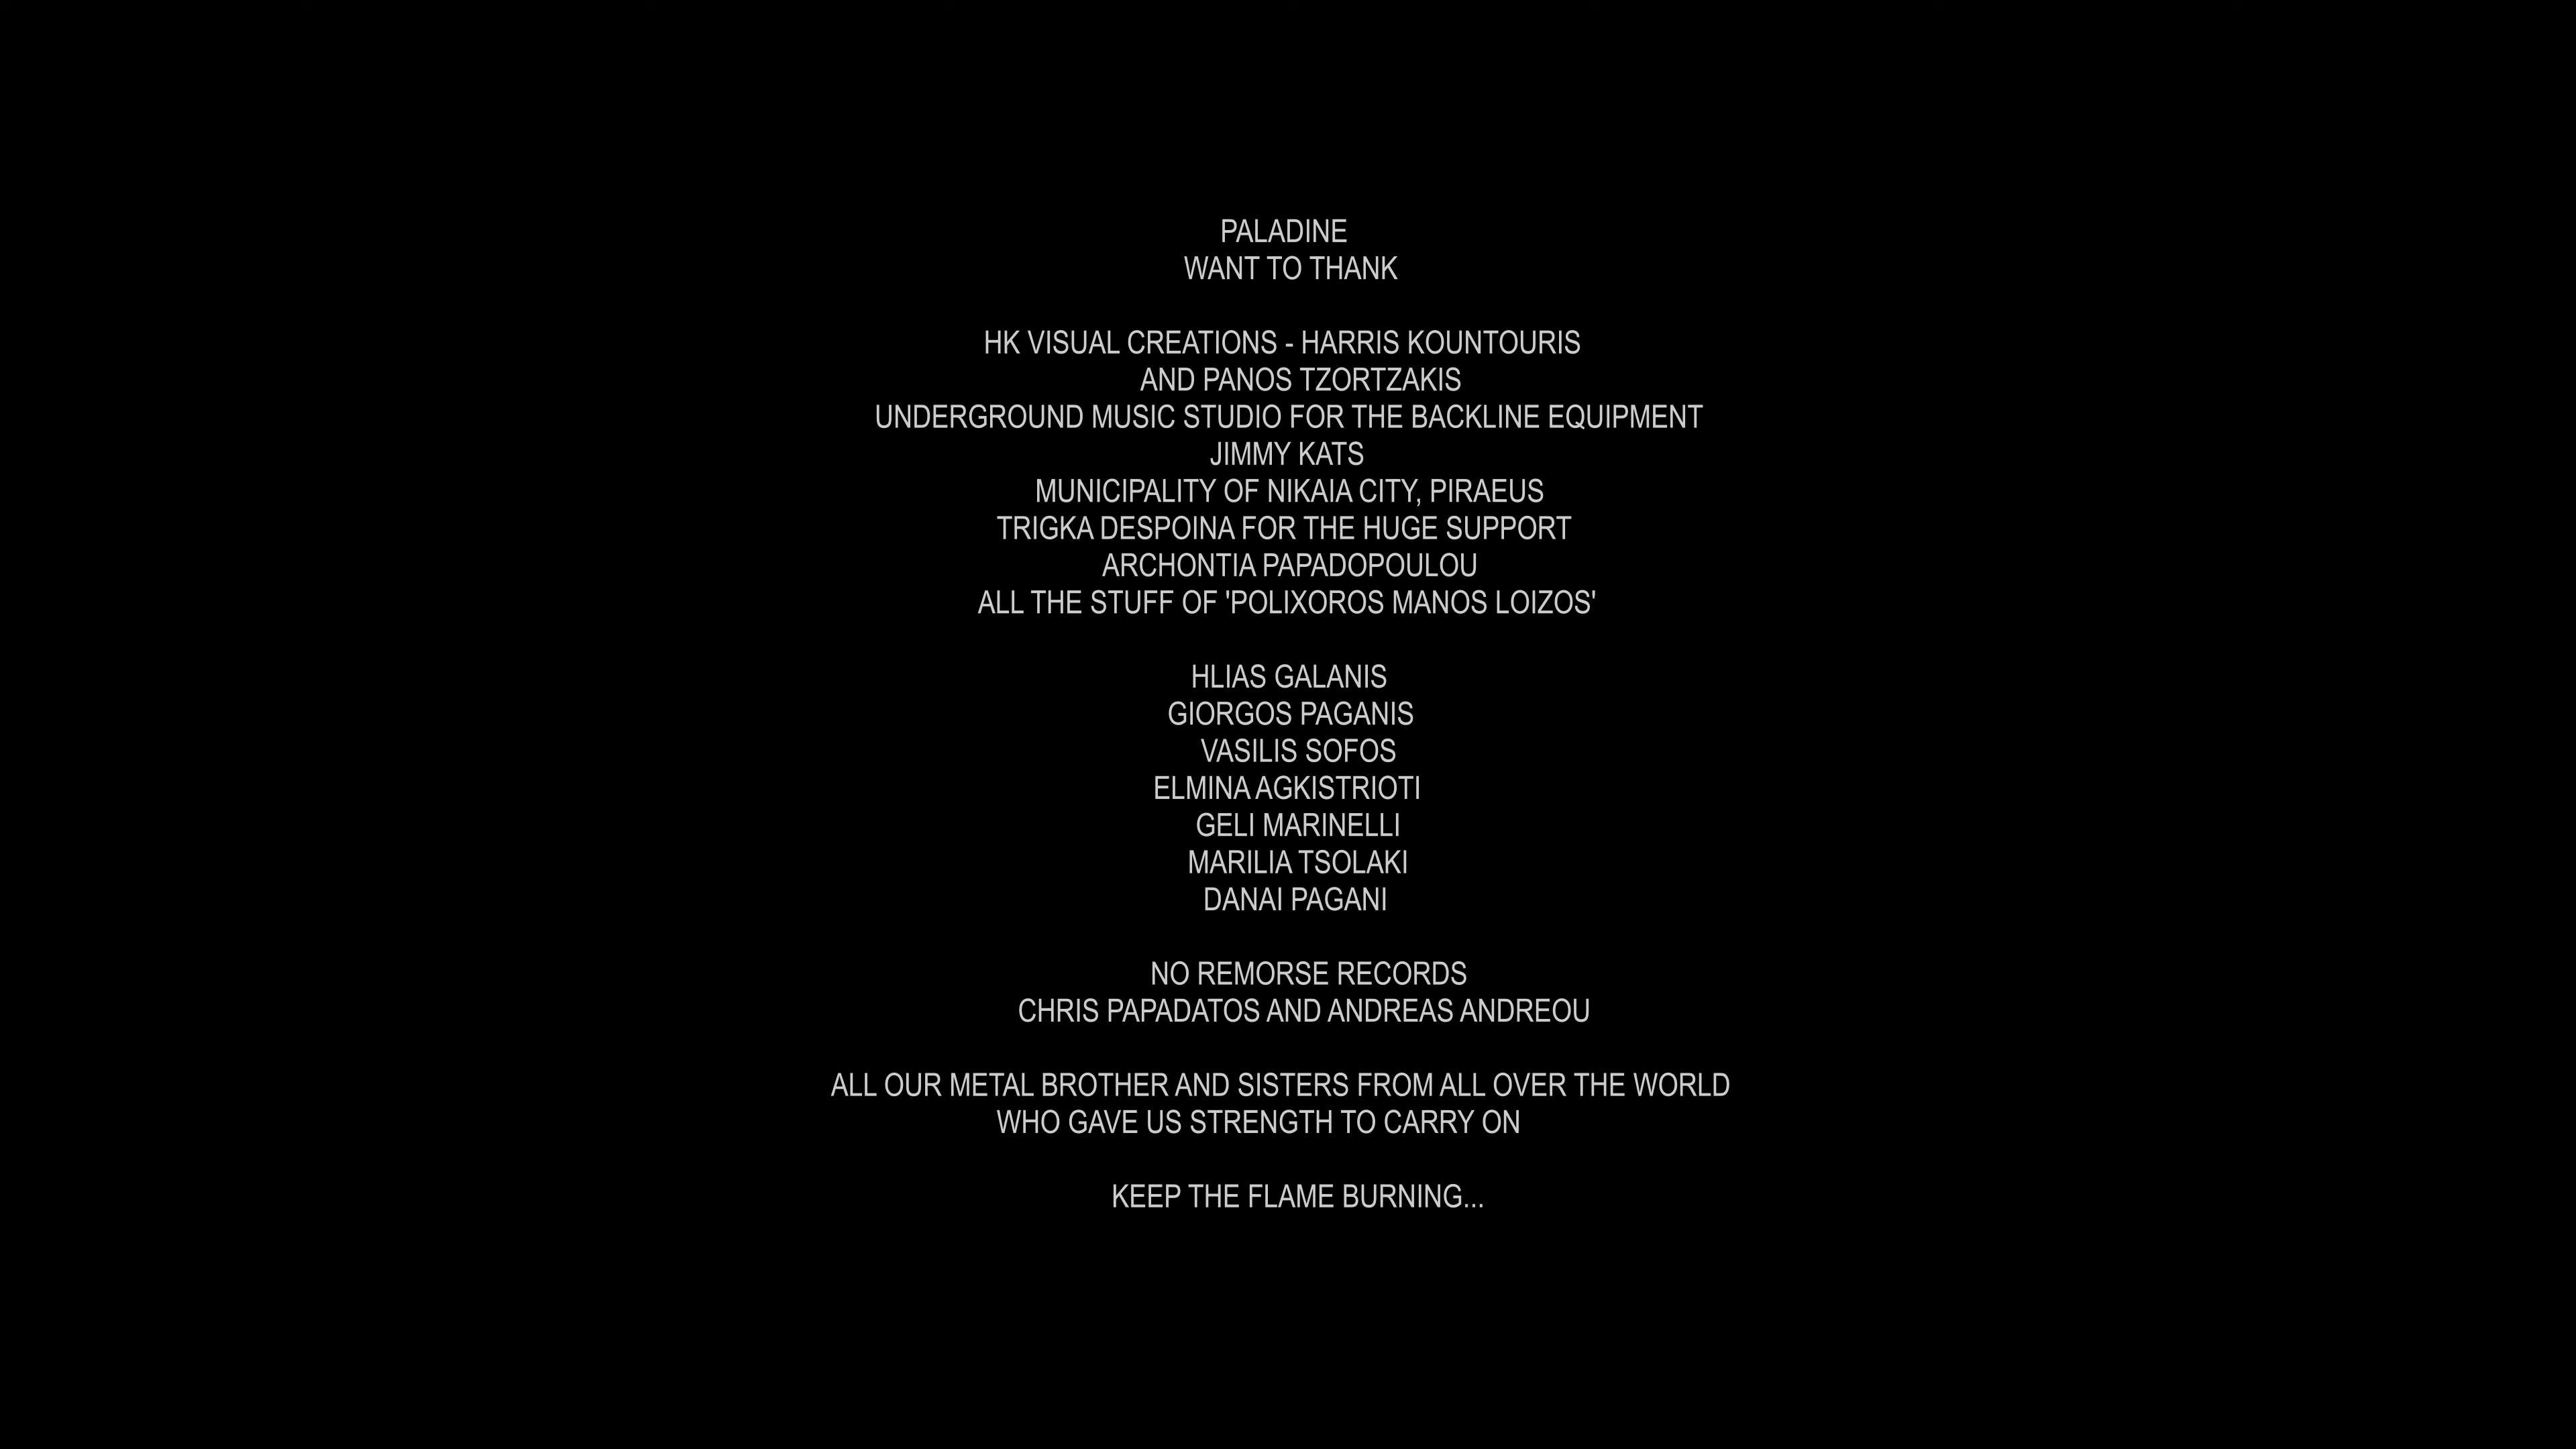 PALADINE
WANT TO THANK
HK VISUAL CREATIONS - HARRIS KOUNTOURIS
AND PANOS TZORTZAKIS
UNDERGROUND MUSIC STUDIO FOR THE BACKLINE EQUIPMENT
JIMMY KATS
MUNICIPALITY OF NIKAIA CITY, PIRAEUS
TRIGKA DESPOINA FOR THE HUGE SUPPORT
ARCHONTIA PAPADOPOULOU
ALL THE STUFF OF 'POLIXOROS MANOS LOIZOS'
HLIAS GALANIS
GIORGOS PAGANIS
VASILIS SOFOS
ELMINA AGKISTRIOTI
GELI MARINELLI
MARILIA TSOLAKI
DANAI PAGANI
NO REMORSE RECORDS
CHRIS PAPADATOS AND ANDREAS ANDREOU
ALL OUR METAL BROTHER AND SISTERS FROM ALL OVER THE WORLD
WHO GAVE US STRENGTH TO CARRY ON
KEEP THE FLAME BURNING...